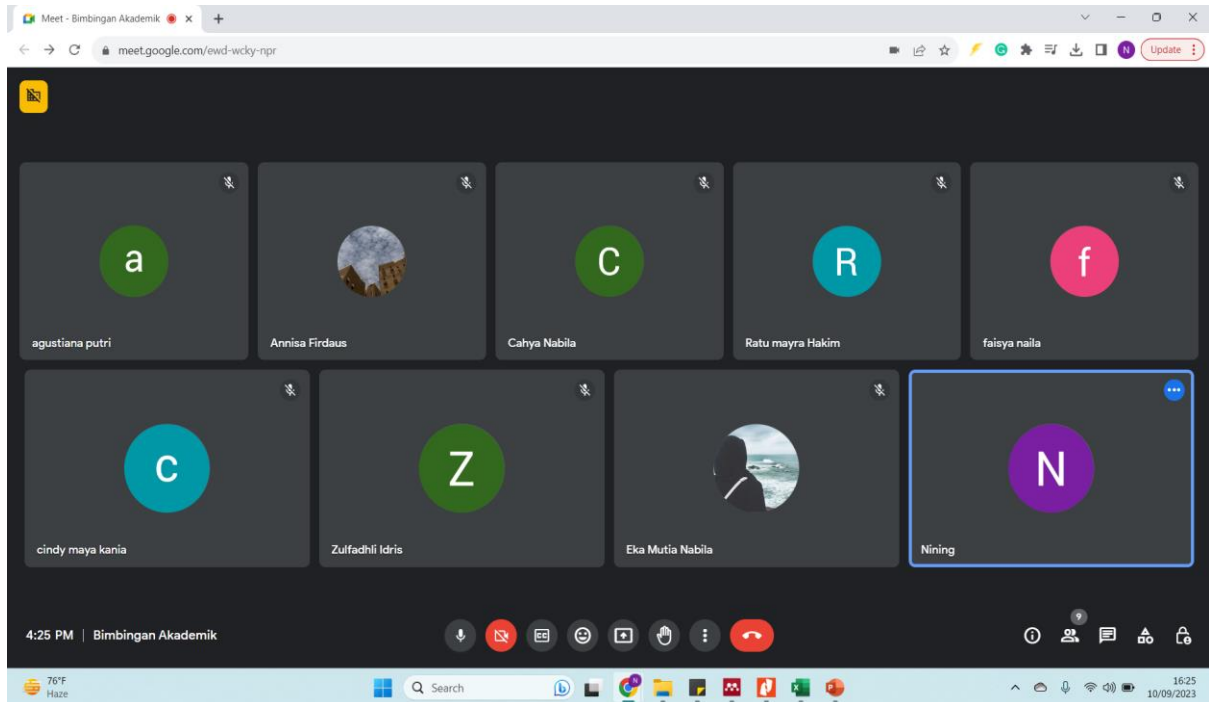 Meet - Bimbingan Akademik
meet.google.com/ewd-wcky-npr
N
Update
a
agustiana putri
Annisa Firdaus
C
Cahya Nabila
R
Ratu mayra Hakim
f
faisya naila
c
cindy maya kania
Z
Zulfadhli Idris
Eka Mutia Nabila
N
Nining
4:25 PM | Bimbingan Akademik
CC
9
76°F
Haze
Search
16:25
10/09/2023